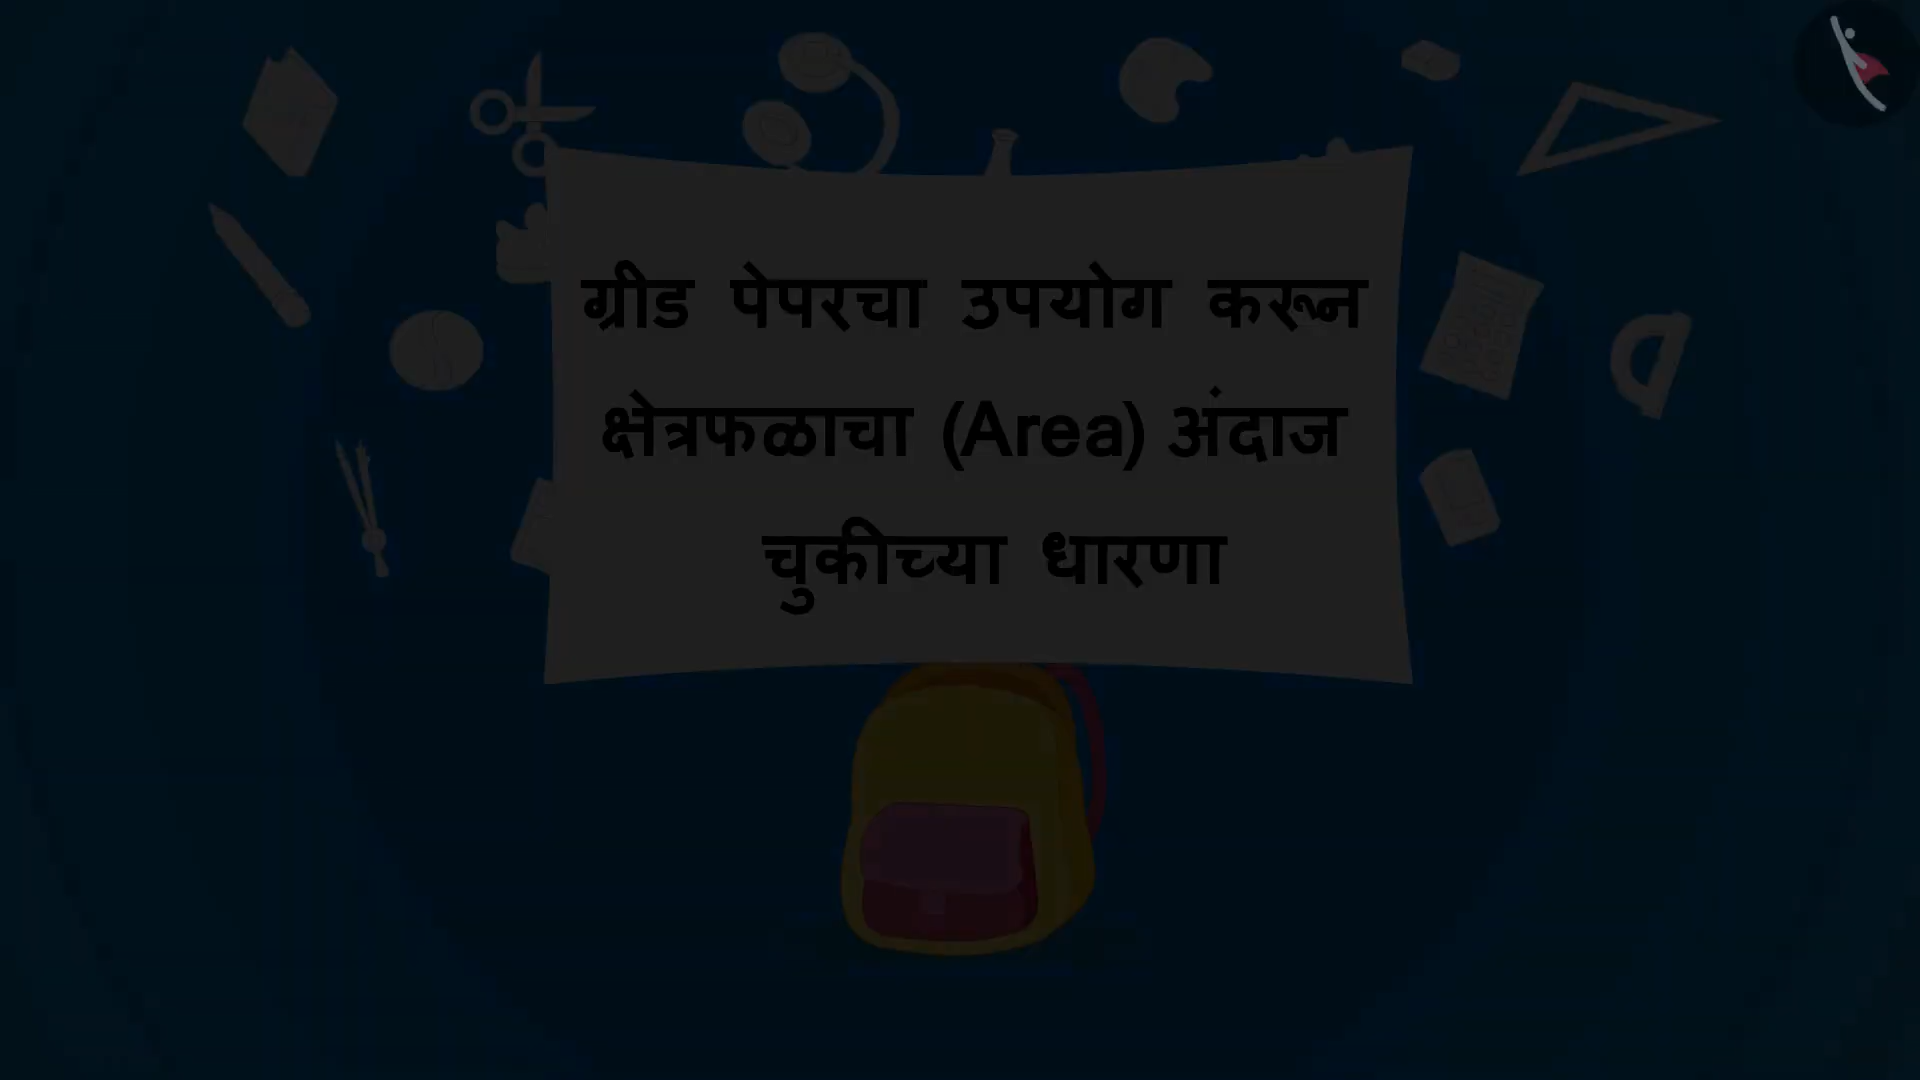 ग्रीड पेपरचा उपयोग करून
क्षेत्रफळाचा (Area) अंदाज
चुकीच्या धारणा